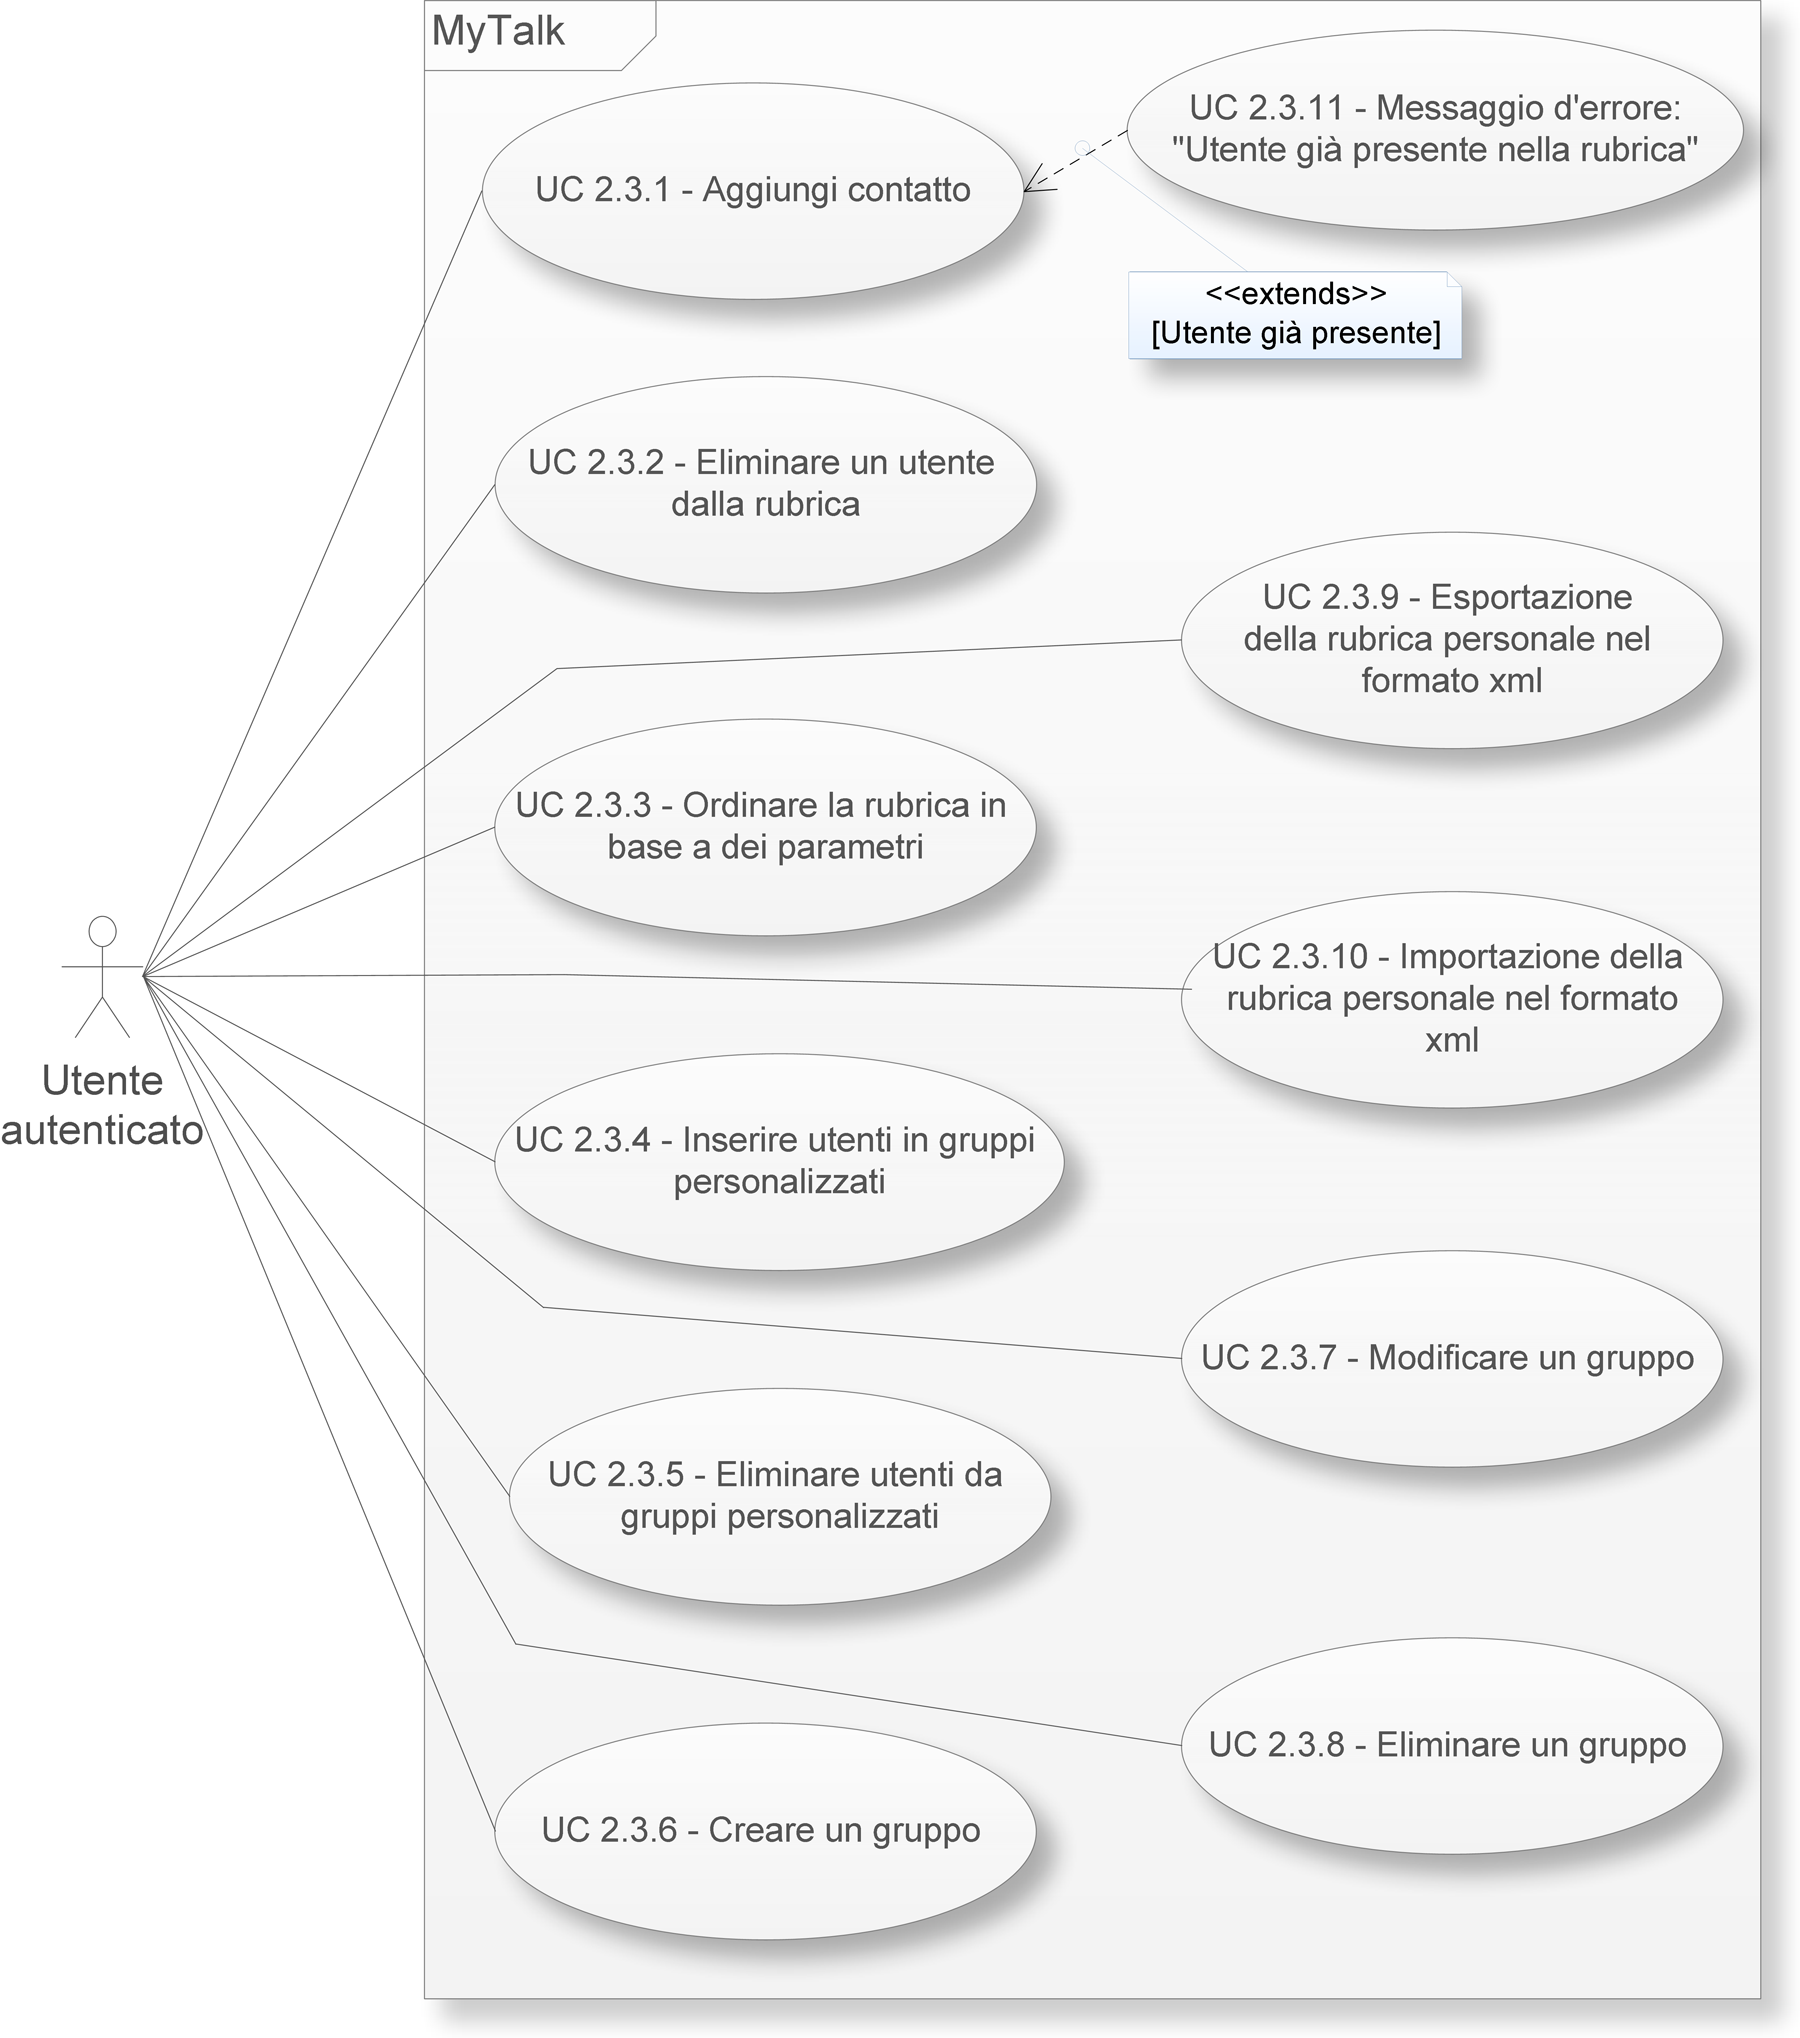 MyTalk
UC 2.3.11 - Messaggio d'errore:
"Utente già presente nella rubrica"
UC 2.3.1 - Aggiungi contatto
<<extends>>
[Utente già presente]
UC 2.3.2 - Eliminare un utente
dalla rubrica
UC 2.3.9 - Esportazione
della rubrica personale nel
formato xml
UC 2.3.3 - Ordinare la rubrica in
base a dei parametri
UC 2.3.10 - Importazione della
rubrica personale nel formato
xml
Utente
autenticato
UC 2.3.4 - Inserire utenti in gruppi
personalizzati
UC 2.3.7 - Modificare un gruppo
UC 2.3.5 - Eliminare utenti da
gruppi personalizzati
UC 2.3.8 - Eliminare un gruppo
UC 2.3.6 - Creare un gruppo